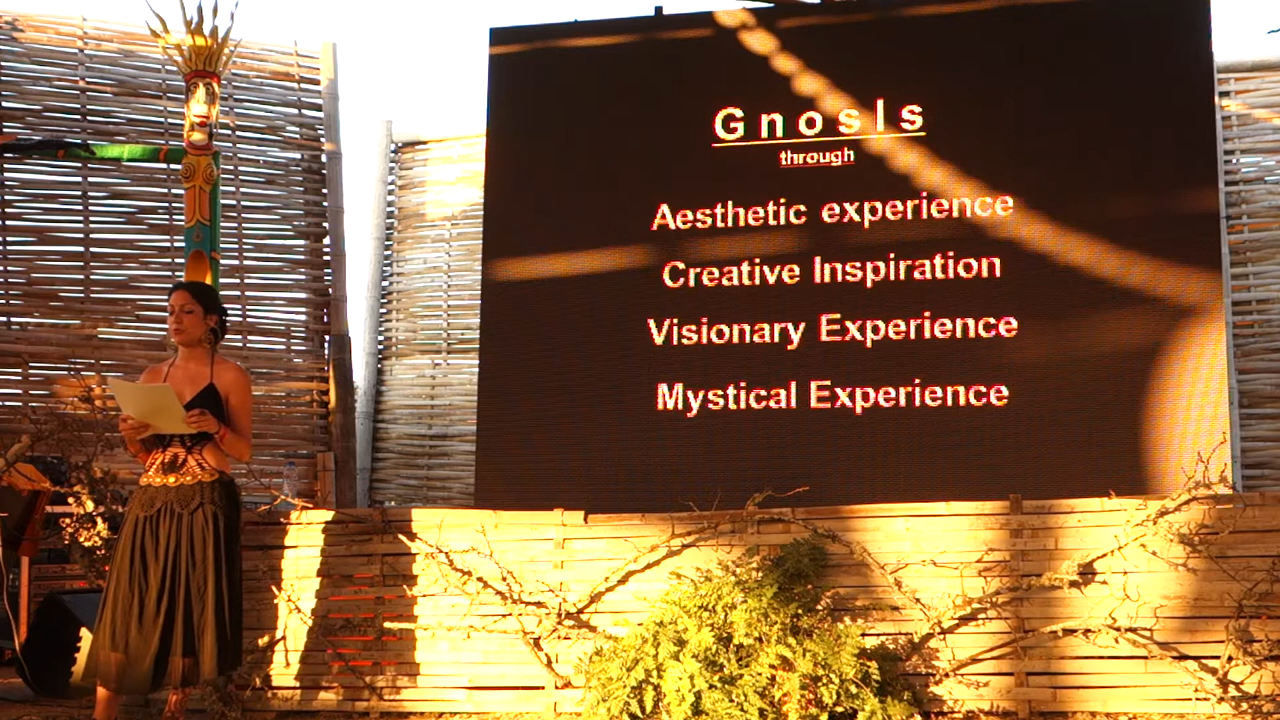 Gnosis
through
Aesthetic experience
Creative Inspiration
Visionary Experience
Mystical Experience